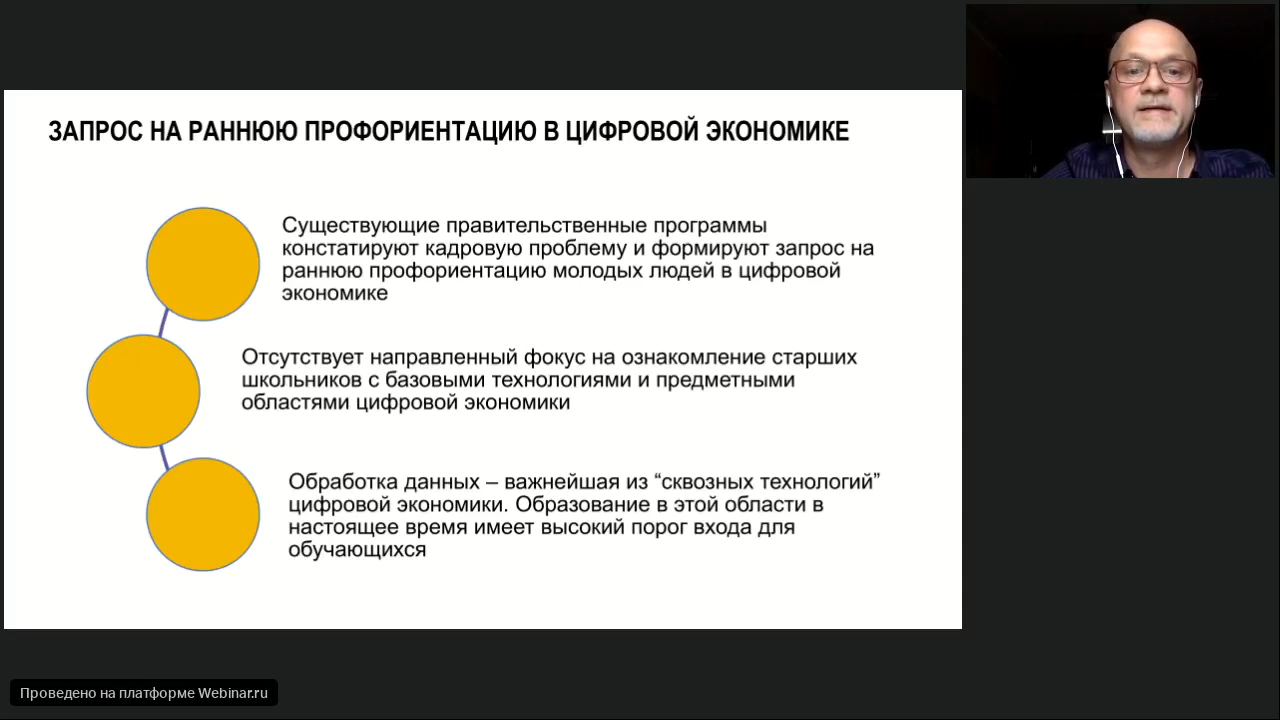 ЗАПРОС НА РАННЮЮ ПРОФОРИЕНТАЦИЮ В ЦИФРОВОЙ ЭКОНОМИКЕ
Существующие правительственные программы
констатируют кадровую проблему и формируют запрос на
раннюю профориентацию молодых людей в цифровой
экономике
Отсутствует направленный фокус на ознакомление старших
школьников с базовыми технологиями и предметными
областями цифровой экономики
Обработка данных – важнейшая из “сквозных технологий”
цифровой экономики. Образование в этой области в
настоящее время имеет высокий порог входа для
обучающихся
Проведено на платформе Webinar.ru